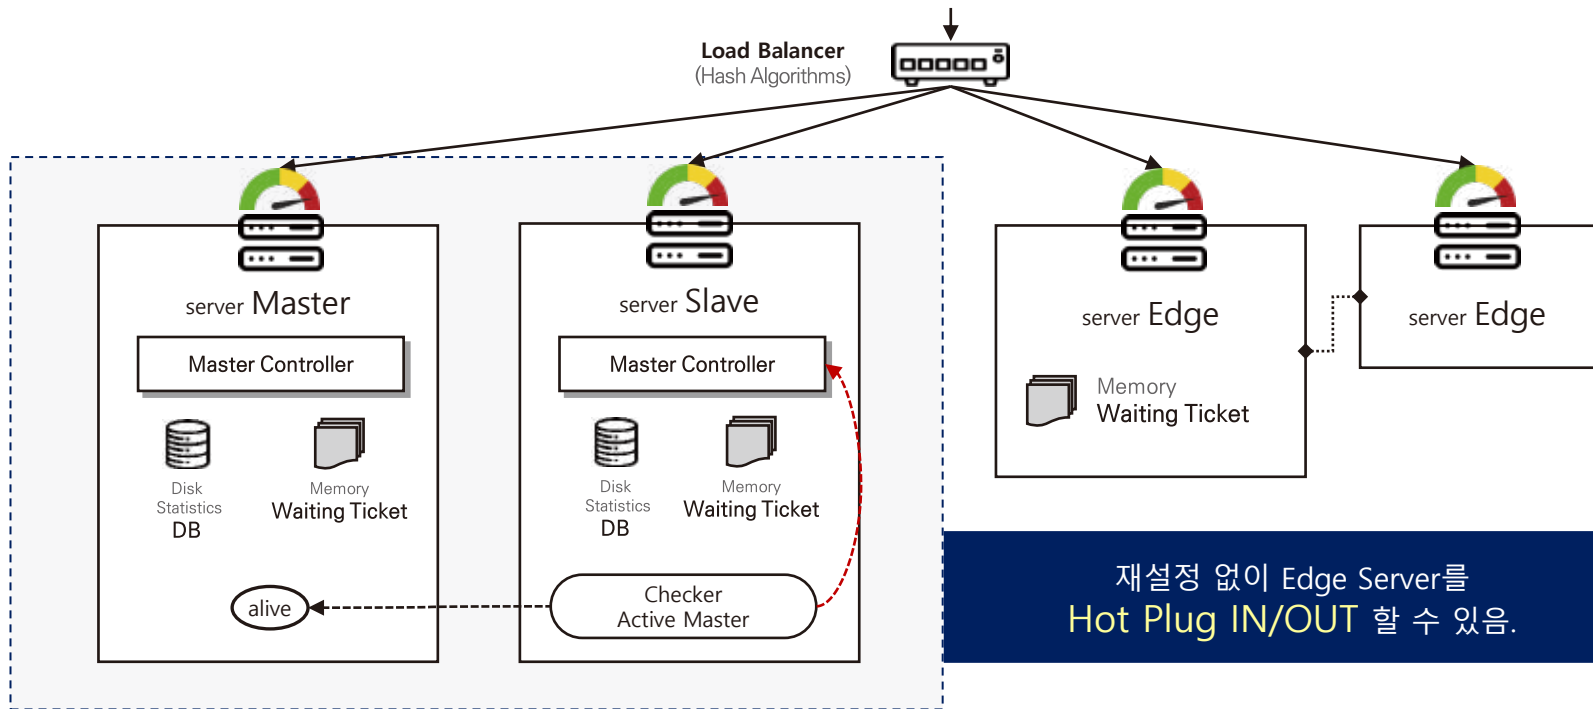 Load Balancer
(Hash Algorithms)
server Master
Master Controller
Disk
Statistics
DB
Memory
Waiting Ticket
alive
server Slave
Master Controller
Disk
Statistics
DB
Memory
Waiting Ticket
Checker
Active Master
server Edge
Memory
Waiting Ticket
server Edge
재설정 없이 Edge Server를
Hot Plug IN/OUT 할 수 있음.